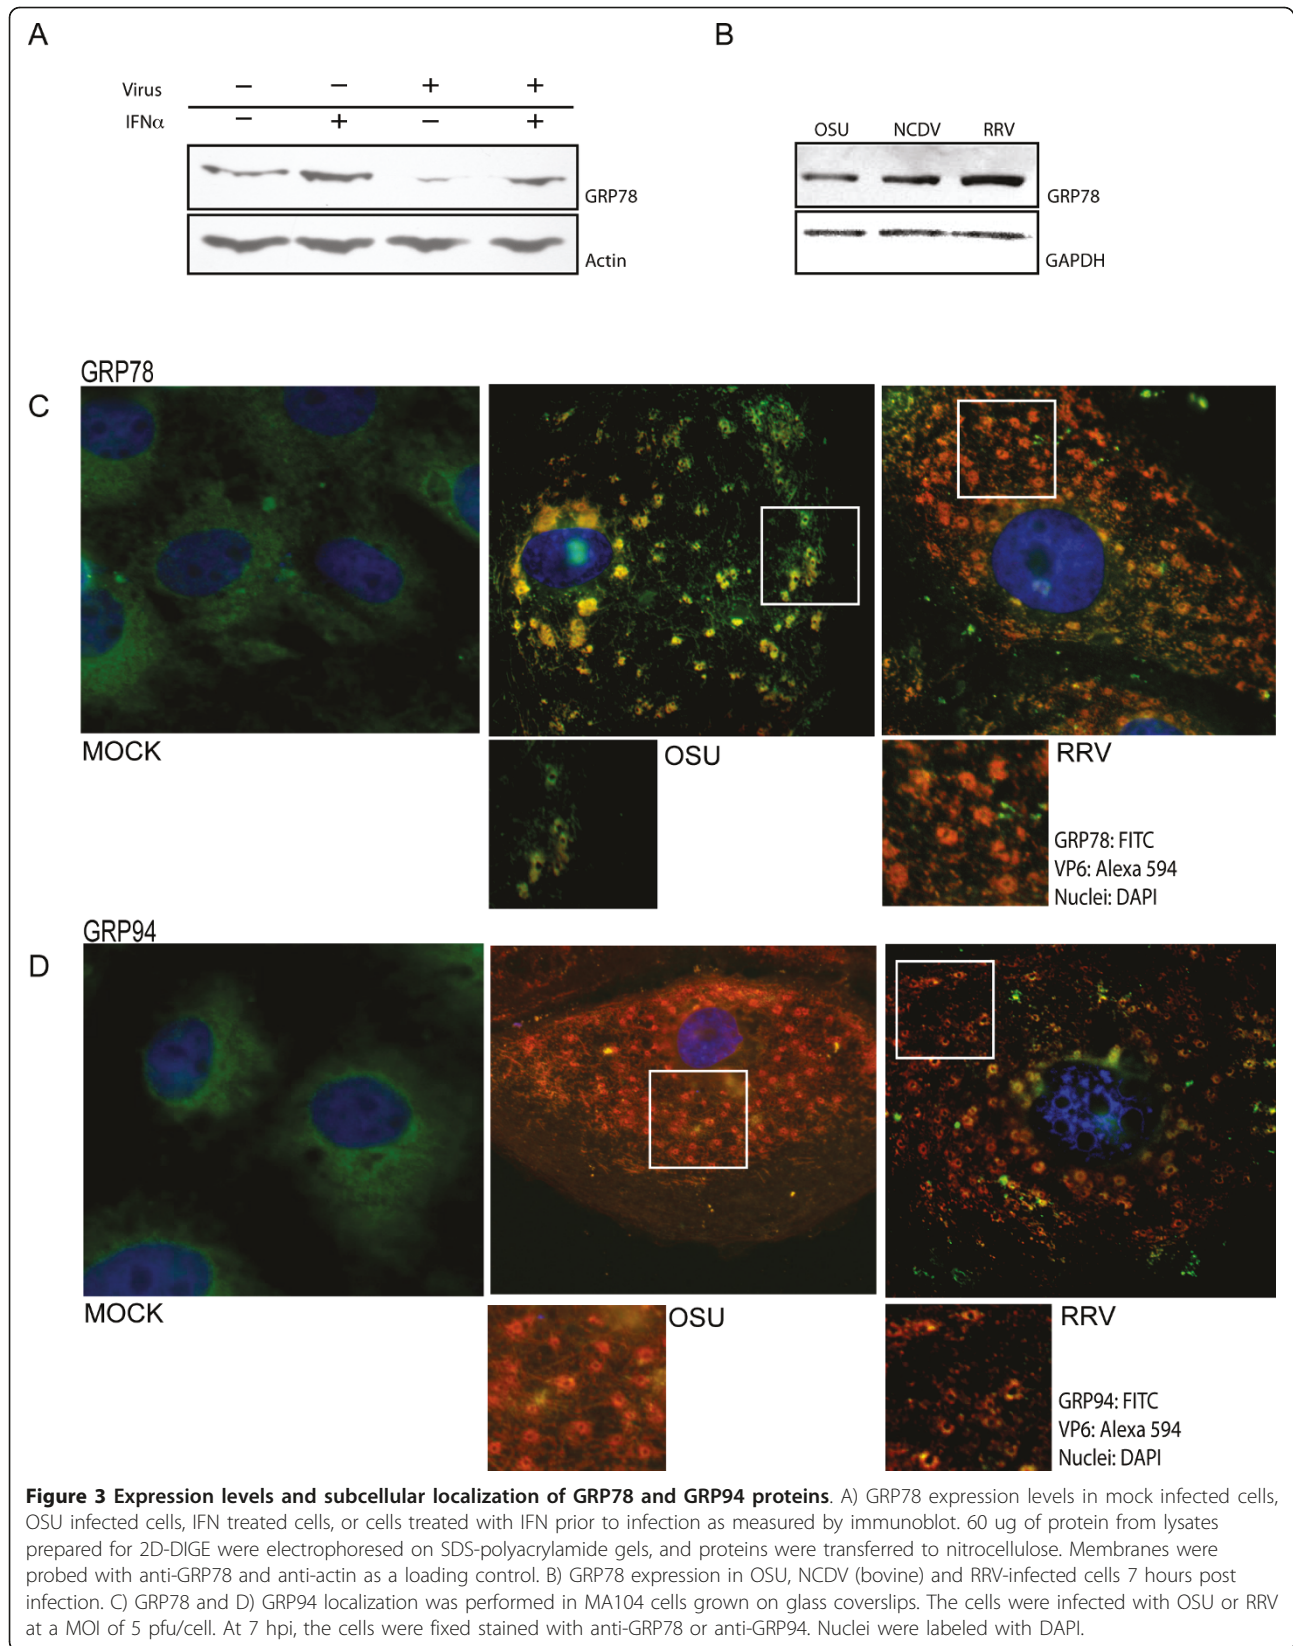 A
B
Virus − − + +
IFNα − + − +
GRP78
Actin
OSU NCDV RRV
GRP78
GAPDH
GRP78
C
MOCK
OSU
RRV
GRP78: FITC
VP6: Alexa 594
Nuclei: DAPI
GRP94
D
MOCK
OSU
RRV
GRP94: FITC
VP6: Alexa 594
Nuclei: DAPI
Figure 3 Expression levels and subcellular localization of GRP78 and GRP94 proteins. A) GRP78 expression levels in mock infected cells,
OSU infected cells, IFN treated cells, or cells treated with IFN prior to infection as measured by immunoblot. 60 ug of protein from lysates
prepared for 2D-DIGE were electrophoresed on SDS-polyacrylamide gels, and proteins were transferred to nitrocellulose. Membranes were
probed with anti-GRP78 and anti-actin as a loading control. B) GRP78 expression in OSU, NCDV (bovine) and RRV-infected cells 7 hours post
infection. C) GRP78 and D) GRP94 localization was performed in MA104 cells grown on glass coverslips. The cells were infected with OSU or RRV
at a MOI of 5 pfu/cell. At 7 hpi, the cells were fixed stained with anti-GRP78 or anti-GRP94. Nuclei were labeled with DAPI.